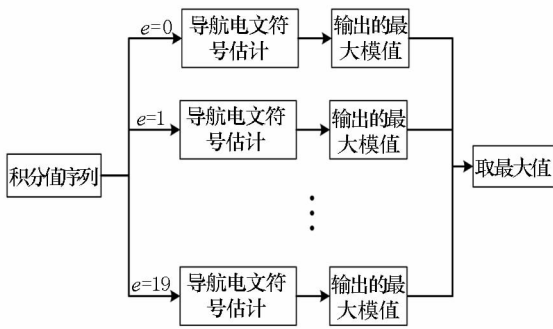 e=0
导航电文符
号估计
输出的最
大模值
e=1
导航电文符
号估计
输出的最
大模值
积分值序列
取最大值
e=19
导航电文符
号估计
输出的最
大模值